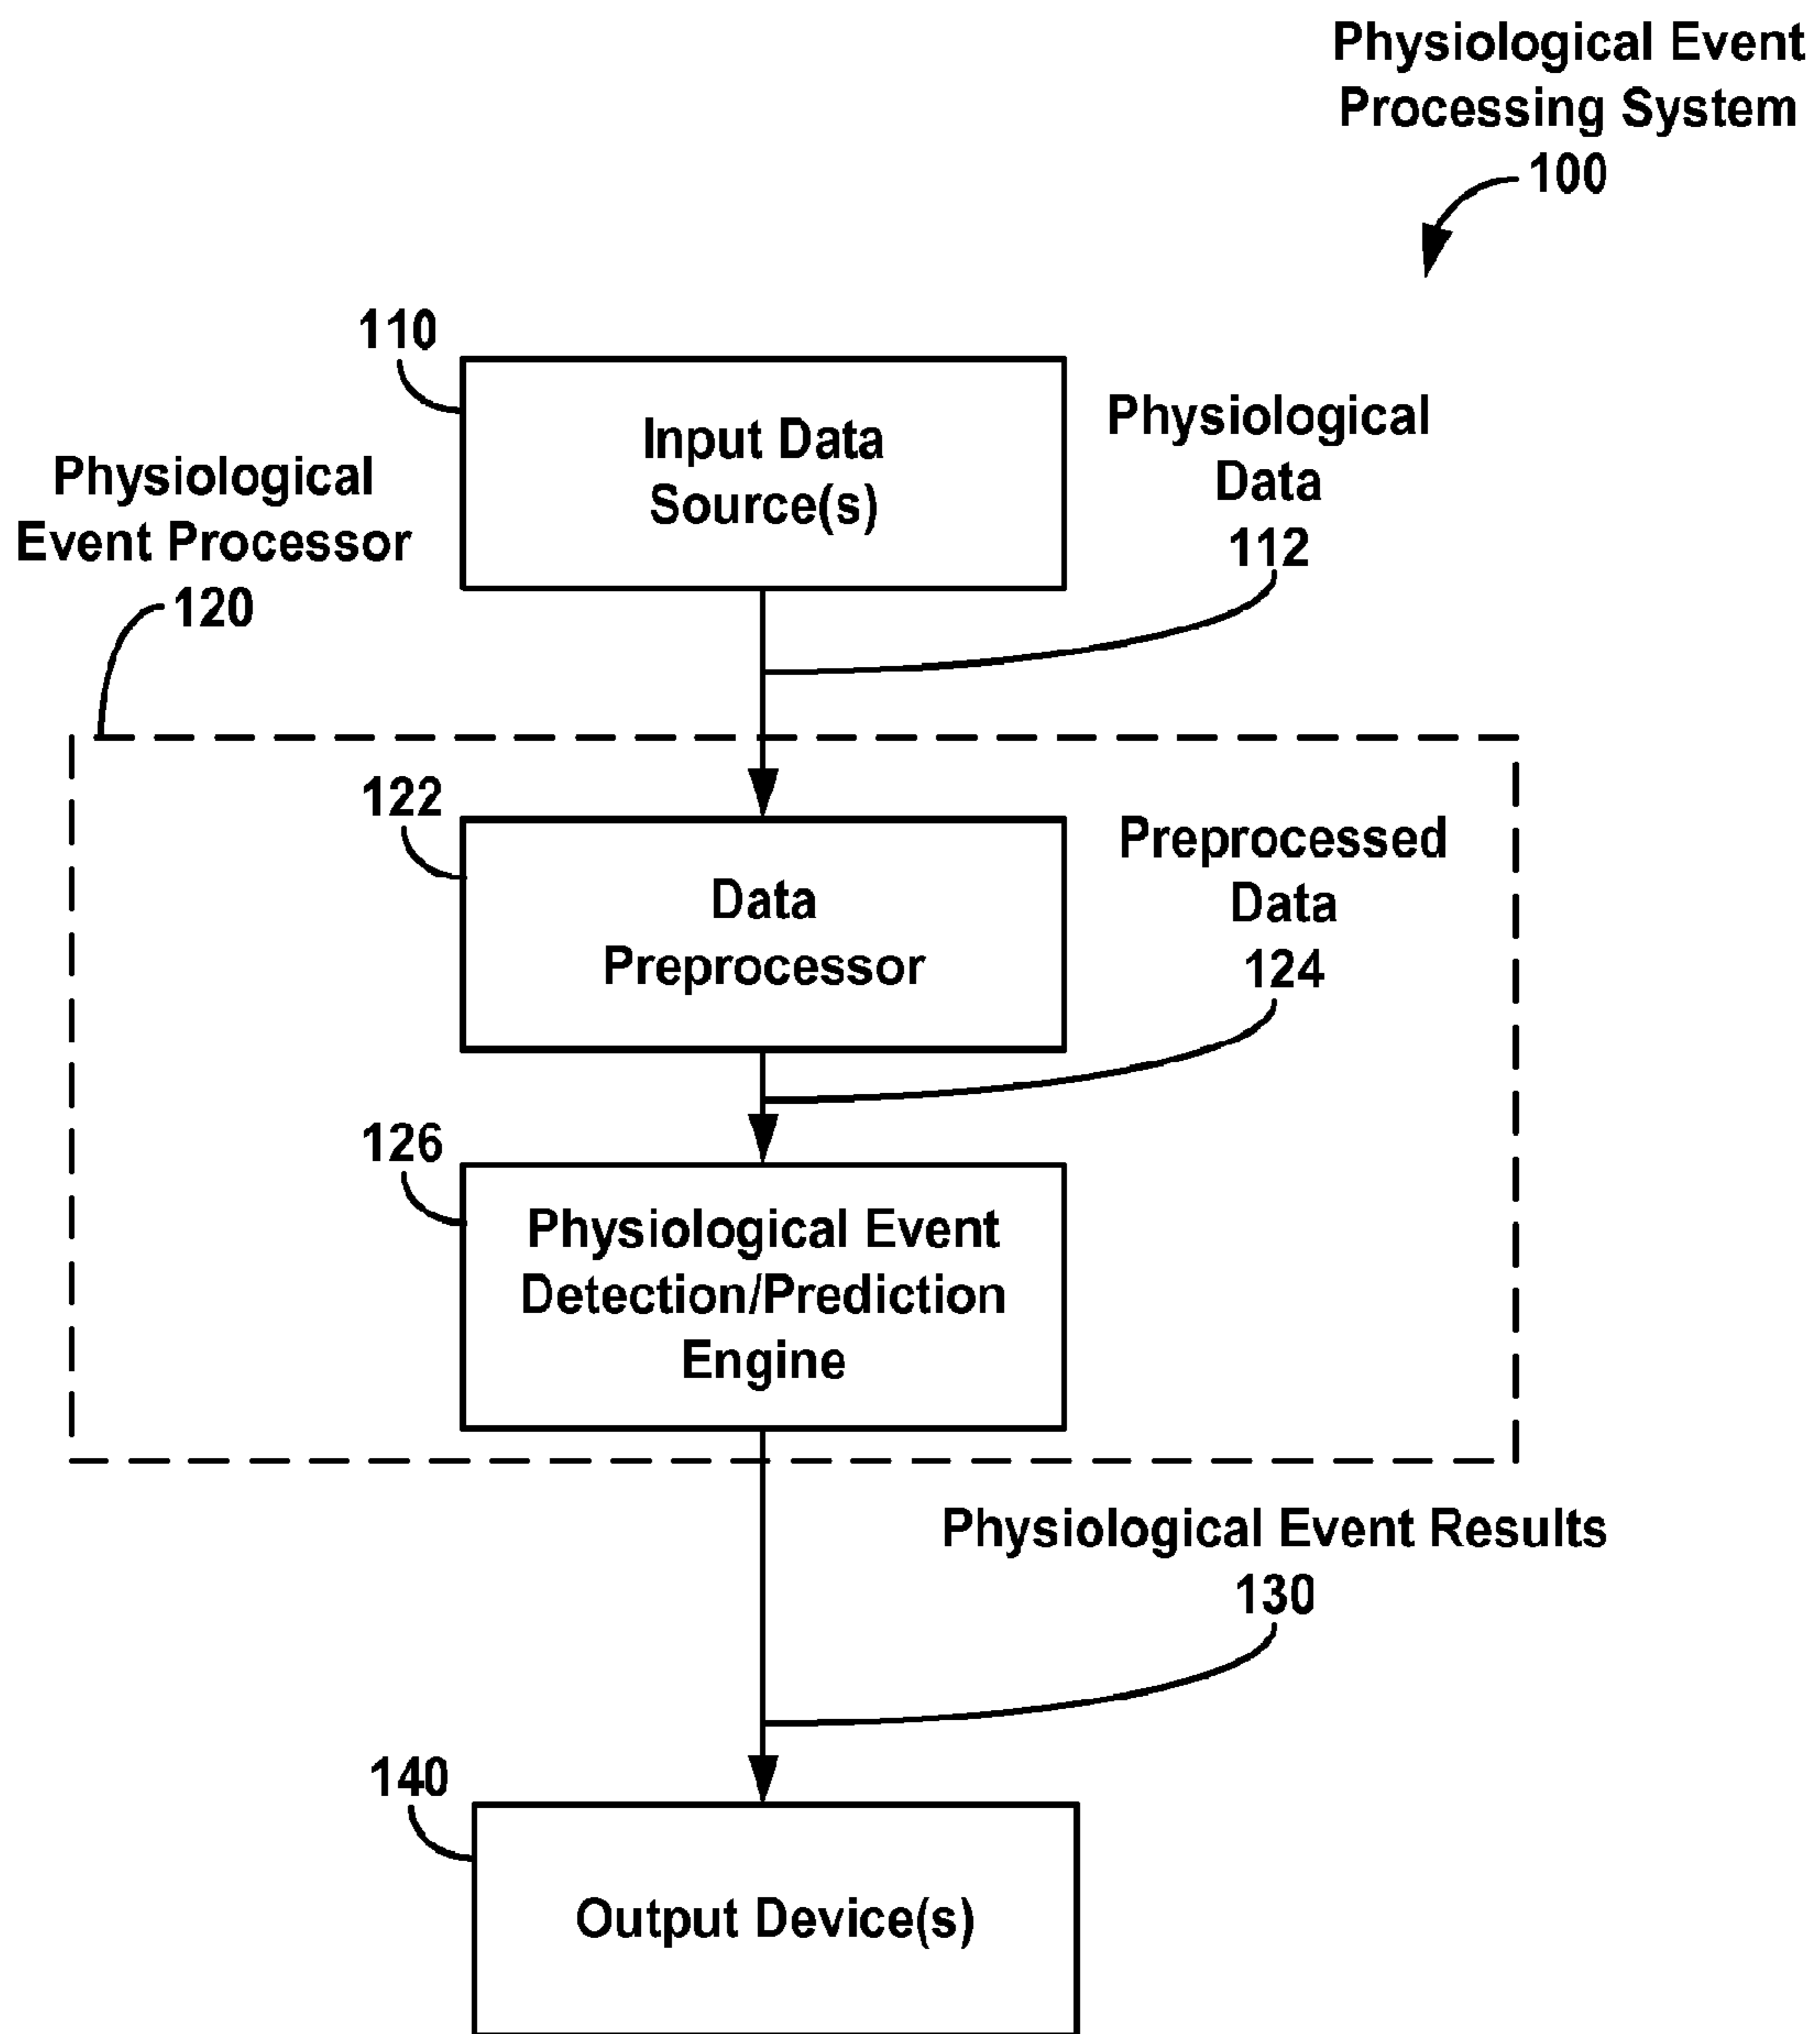 Physiological Event
Processing System
100
110
Input Data
Source(s)
Physiological
Data
112
Physiological
Event Processor
120
122
Data
Preprocessor
Preprocessed
Data
124
126
Physiological Event
Detection/Prediction
Engine
Physiological Event Results
130
140
Output Device(s)